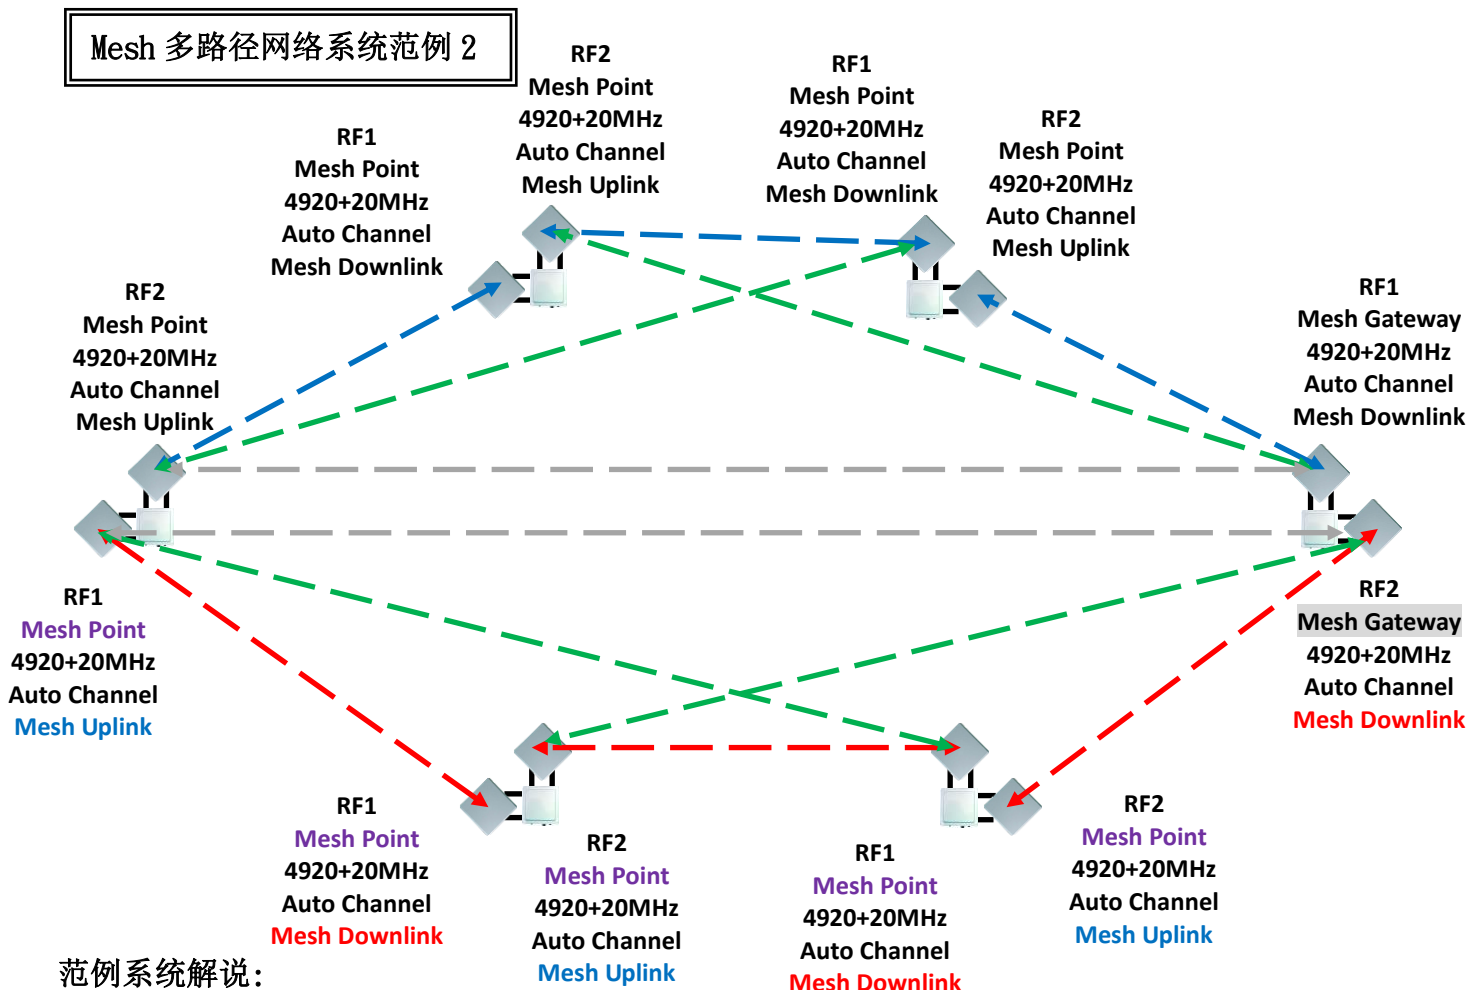 Mesh 多路径网络系统范例 2
RF2
Mesh Point
4920+20MHz
Auto Channel
Mesh Uplink
RF1
Mesh Point
4920+20MHz
Auto Channel
Mesh Downlink
RF1
Mesh Point
4920+20MHz
Auto Channel
Mesh Downlink
RF2
Mesh Point
4920+20MHz
Auto Channel
Mesh Uplink
RF2
Mesh Point
4920+20MHz
Auto Channel
Mesh Uplink
RF1
Mesh Gateway
4920+20MHz
Auto Channel
Mesh Downlink
RF1
Mesh Point
4920+20MHz
Auto Channel
Mesh Uplink
RF2
Mesh Gateway
4920+20MHz
Auto Channel
Mesh Downlink
RF1
Mesh Point
4920+20MHz
Auto Channel
Mesh Downlink
RF2
Mesh Point
4920+20MHz
Auto Channel
Mesh Uplink
RF1
Mesh Point
4920+20MHz
Auto Channel
Mesh Downlink
RF2
Mesh Point
4920+20MHz
Auto Channel
Mesh Uplink
范例系统解说: